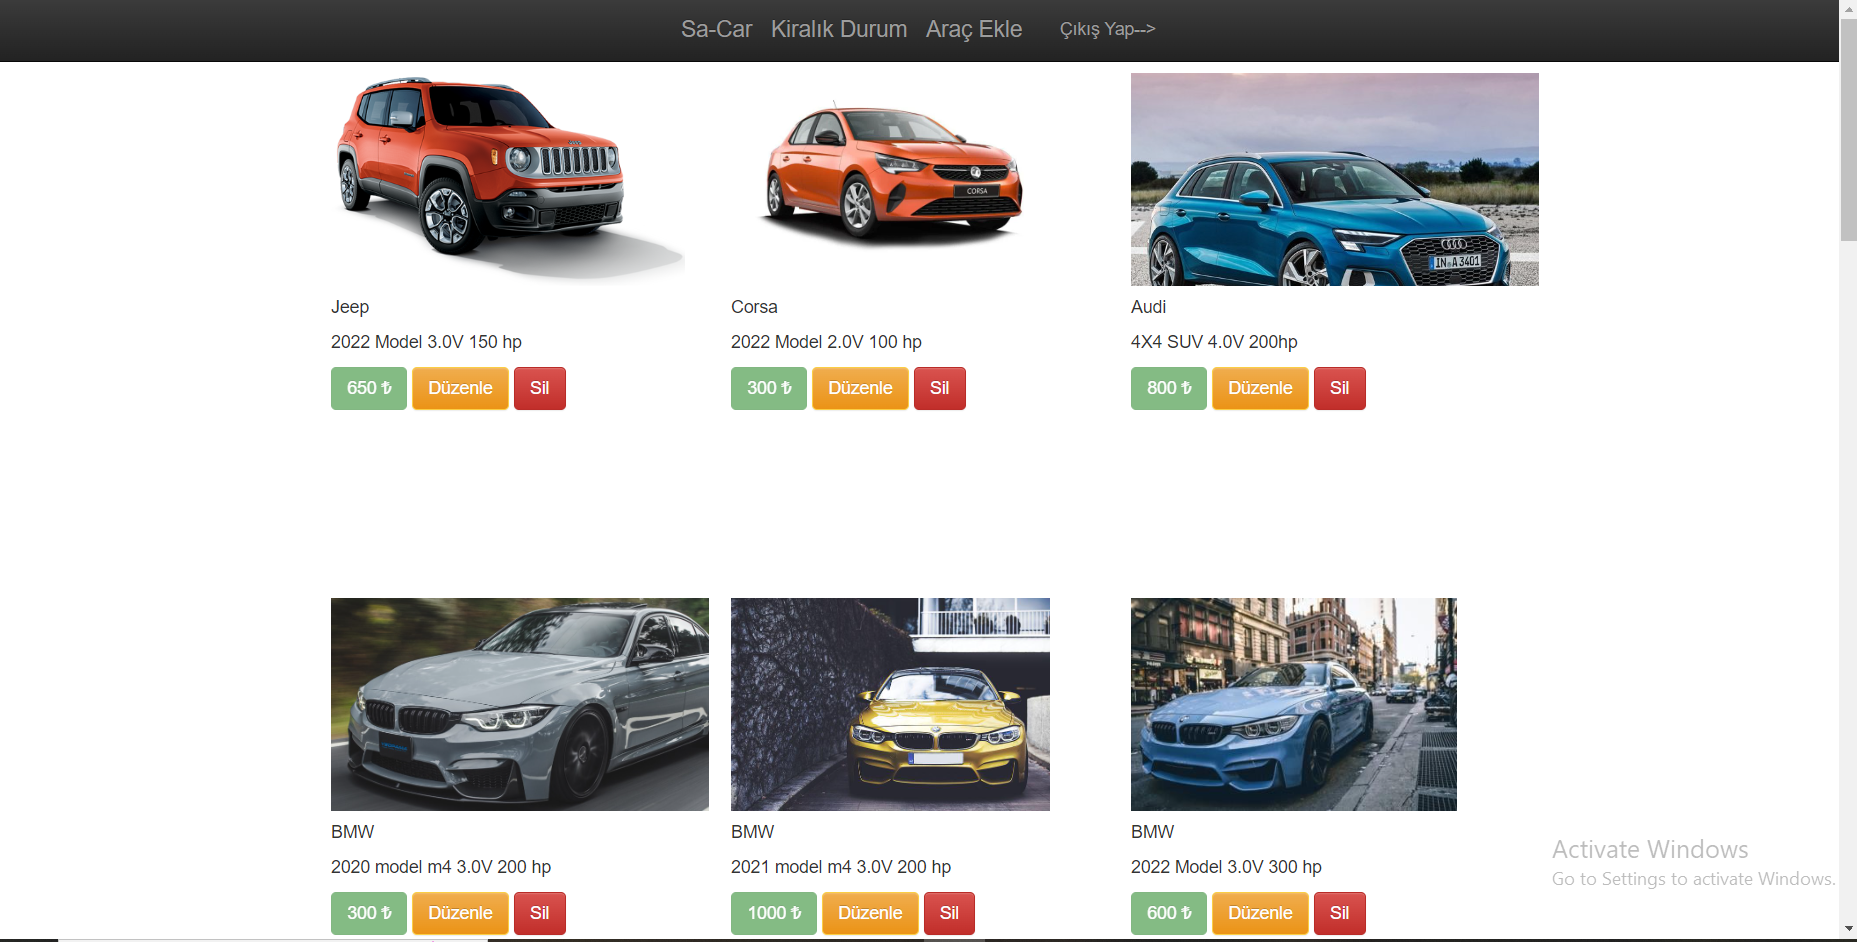 Sa-Car Kiralık Durum Araç Ekle Çıkış Yap-->
CORSA
IN A 3401
Jeep
Corsa
Audi
2022 Model 3.0V 150 hp
2022 Model 2.0V 100 hp
4X4 SUV 4.0V 200hp
650 ₺ Düzenle Sil
300 ₺ Düzenle Sil
800 ₺ Düzenle Sil
BMW
BMW
BMW
2020 model m4 3.0V 200 hp
2021 model m4 3.0V 200 hp
2022 Model 3.0V 300 hp
300 ₺ Düzenle Sil
1000 ₺ Düzenle Sil
600 ₺ Düzenle Sil
Activate Windows
Go to Settings to activate Windows.